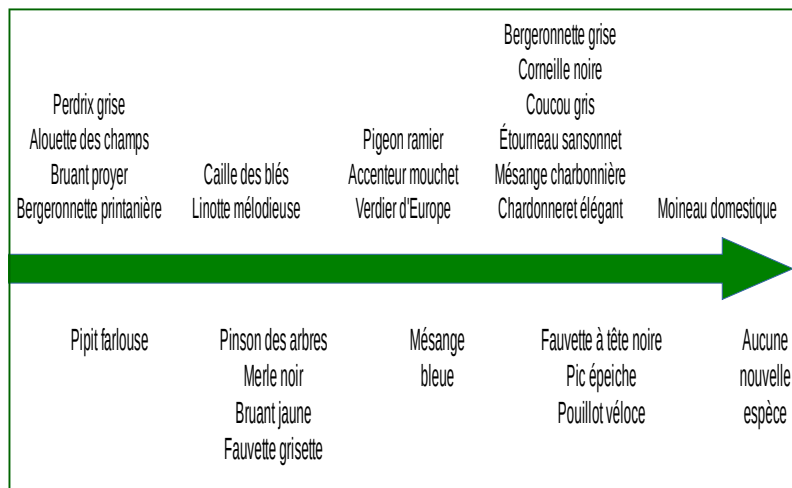 Perdrix grise
Alouette des champs
Bruant proyer
Bergeronnette printanière
Caille des blés
Linotte mélodieuse
Pigeon ramier
Accenteur mouchet
Verdier d'Europe
Bergeronnette grise
Corneille noire
Coucou gris
Étourneau sansonnet
Mésange charbonnière
Chardonneret élégant
Moineau domestique
Pipit farlouse
Pinson des arbres
Merle noir
Bruant jaune
Fauvette grisette
Mésange
bleue
Fauvette à tête noire
Pic épeiche
Pouillot véloce
Aucune
nouvelle
espèce